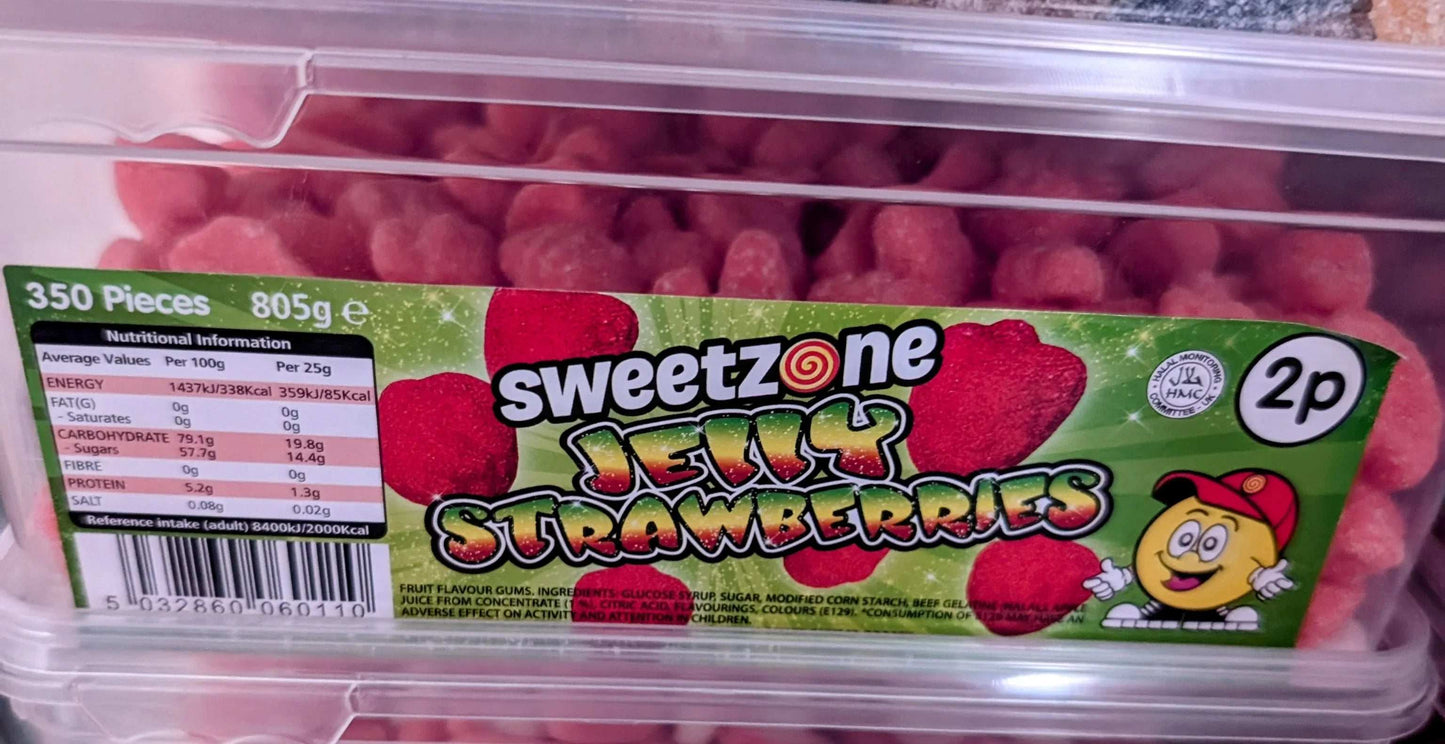 350 Pieces 805g e
Nutritional Information
Average Values Per 100g Per 25g
ENERGY 1437kJ/338Kcal 359kJ/85Kcal
FAT(G) 0g 0g
- Saturates 0g 0g
CARBOHYDRATE 79.1g 19.8g
- Sugars 57.7g 14.4g
FIBRE 0g 0g
PROTEIN 5.2g 1.3g
SALT 0.08g 0.02g
Reference intake (adult) 8400kJ/2000Kcal
5 032860 060110
sweetzone
JELLY
STRAWBERRIES
FRUIT FLAVOUR GUMS. INGREDIENTS: GLUCOSE SYRUP, SUGAR, MODIFIED CORN STARCH, BEEF GELATINE (HALAL), APPLE
JUICE FROM CONCENTRATE (1%), CITRIC ACID, FLAVOURINGS, COLOURS (E129). *CONSUMPTION OF E129 MAY HAVE AN
ADVERSE EFFECT ON ACTIVITY AND ATTENTION IN CHILDREN.
HALAL MONITORING
HMC
COMMITTEE - UK
2p